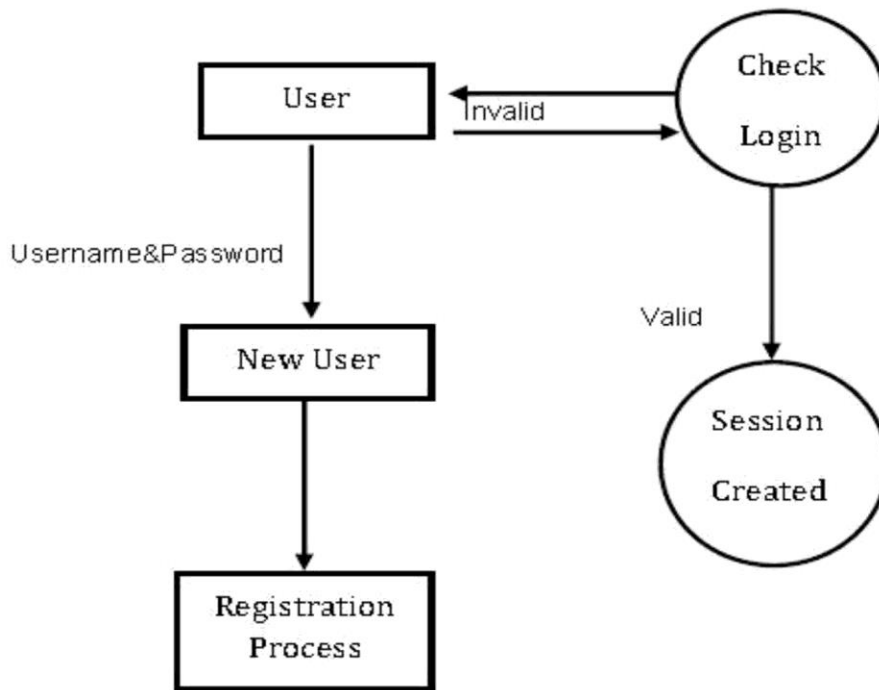 User
Check
Login
Invalid
Username&Password
Valid
New User
Session
Created
Registration
Process